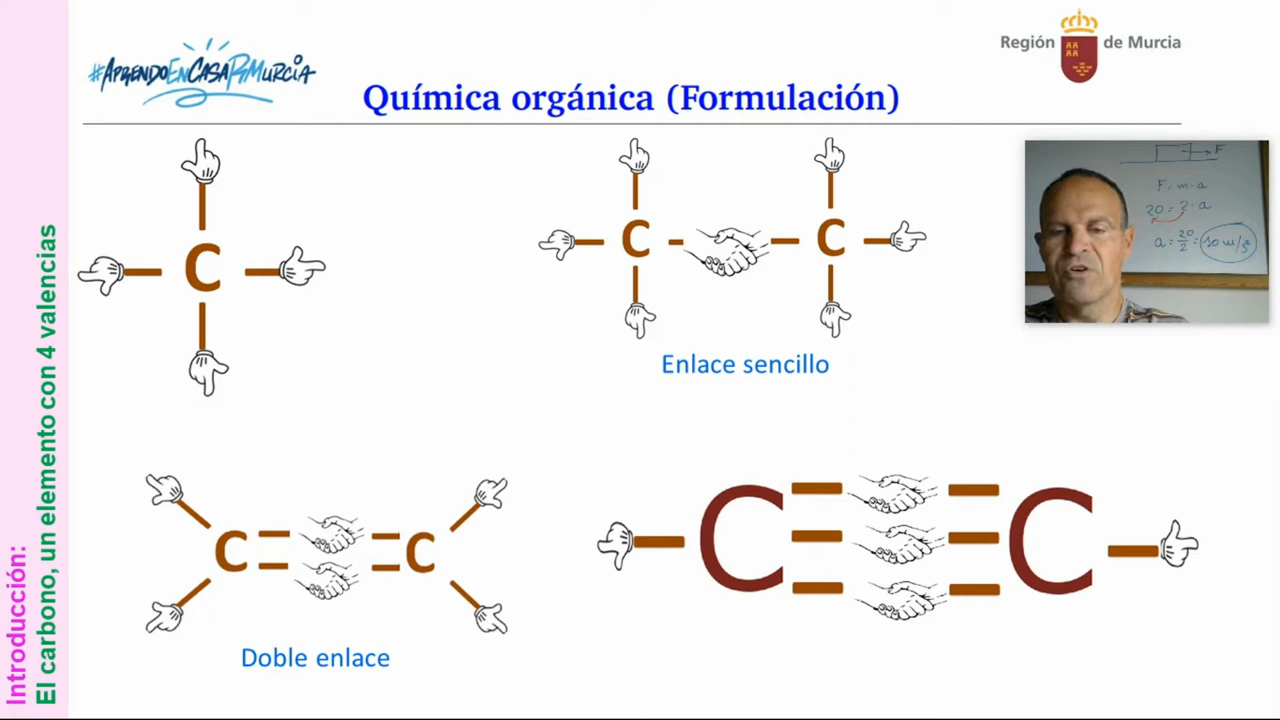 #AprendoEnCasaRMurcia
Región de Murcia
Química orgánica (Formulación)
Introducción:
El carbono, un elemento con 4 valencias
C
C C
Enlace sencillo
F
F = m · a
20 = 2 · a
a = 20/2 = 10 m/s
C = C
Doble enlace
C C